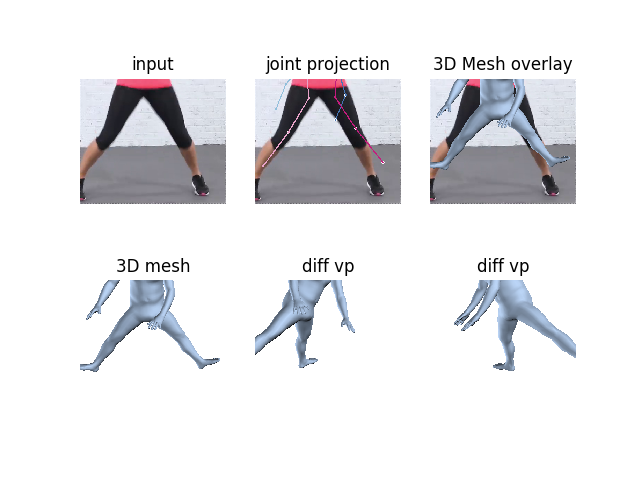 input
joint projection
3D Mesh overlay
3D mesh
diff vp
diff vp